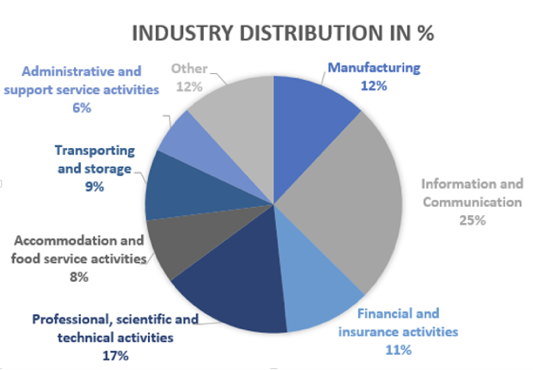 INDUSTRY DISTRIBUTION IN %
Manufacturing
12%
Information and
Communication
25%
Financial and
insurance activities
11%
Professional, scientific and
technical activities
17%
Accommodation and
food service activities
8%
Transporting
and storage
9%
Administrative and
support service activities
6%
Other
12%